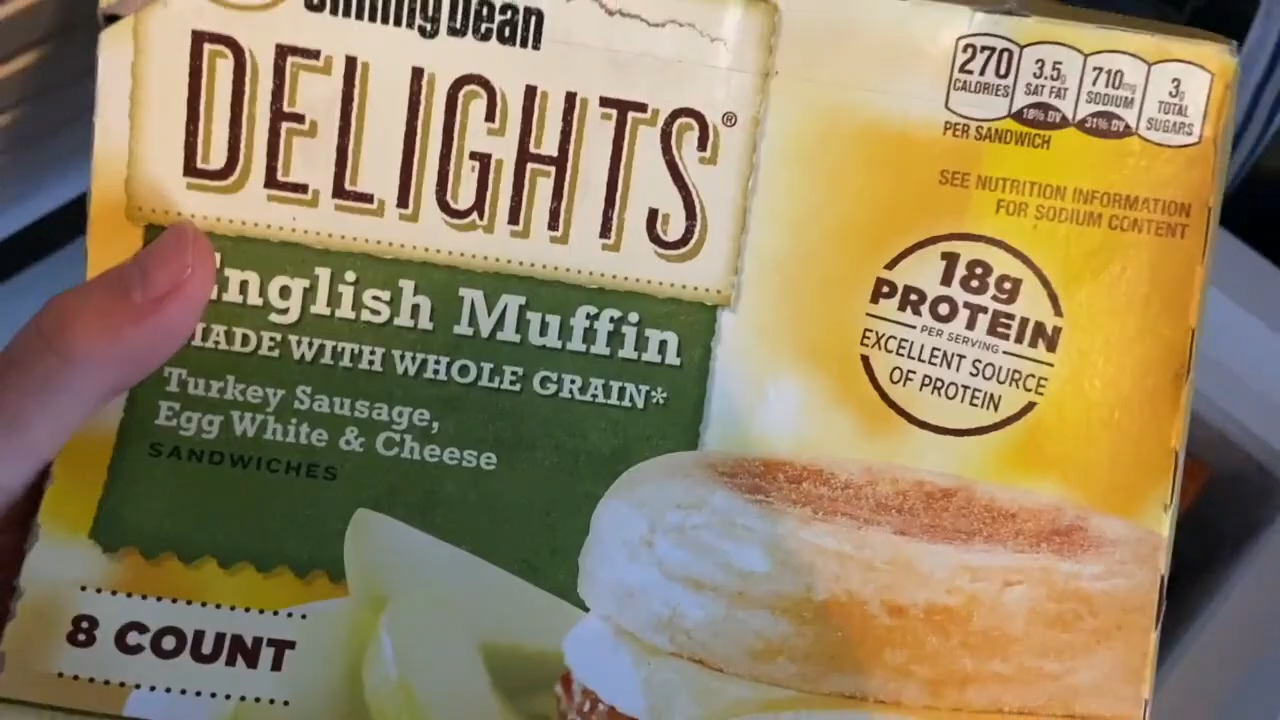 Jimmy Dean
DELIGHTS®
English Muffin
MADE WITH WHOLE GRAIN*
Turkey Sausage,
Egg White & Cheese
SANDWICHES
8 COUNT
270
CALORIES
3.5g
SAT FAT
18% DV
710mg
SODIUM
31% DV
3g
TOTAL
SUGARS
PER SANDWICH
SEE NUTRITION INFORMATION
FOR SODIUM CONTENT
18g
PROTEIN
PER SERVING
EXCELLENT SOURCE
OF PROTEIN